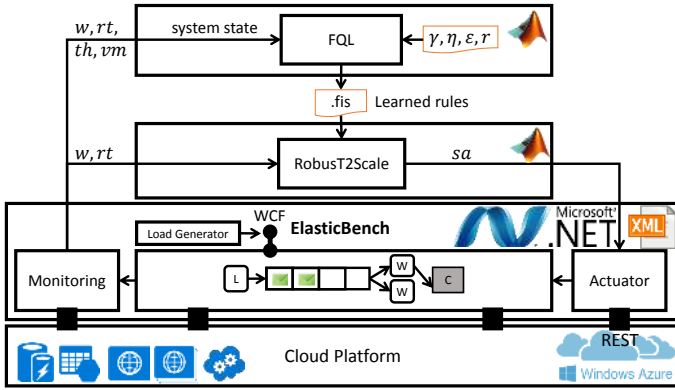 w, rt,
th, vm
system state
FQL
γ, η, ε, r
.fis
Learned rules
w, rt
RobusT2Scale
sa
WCF
Load Generator
ElasticBench
Microsoft®
.NET
XML
Monitoring
L
W
W
C
Actuator
Cloud Platform
REST
Windows Azure